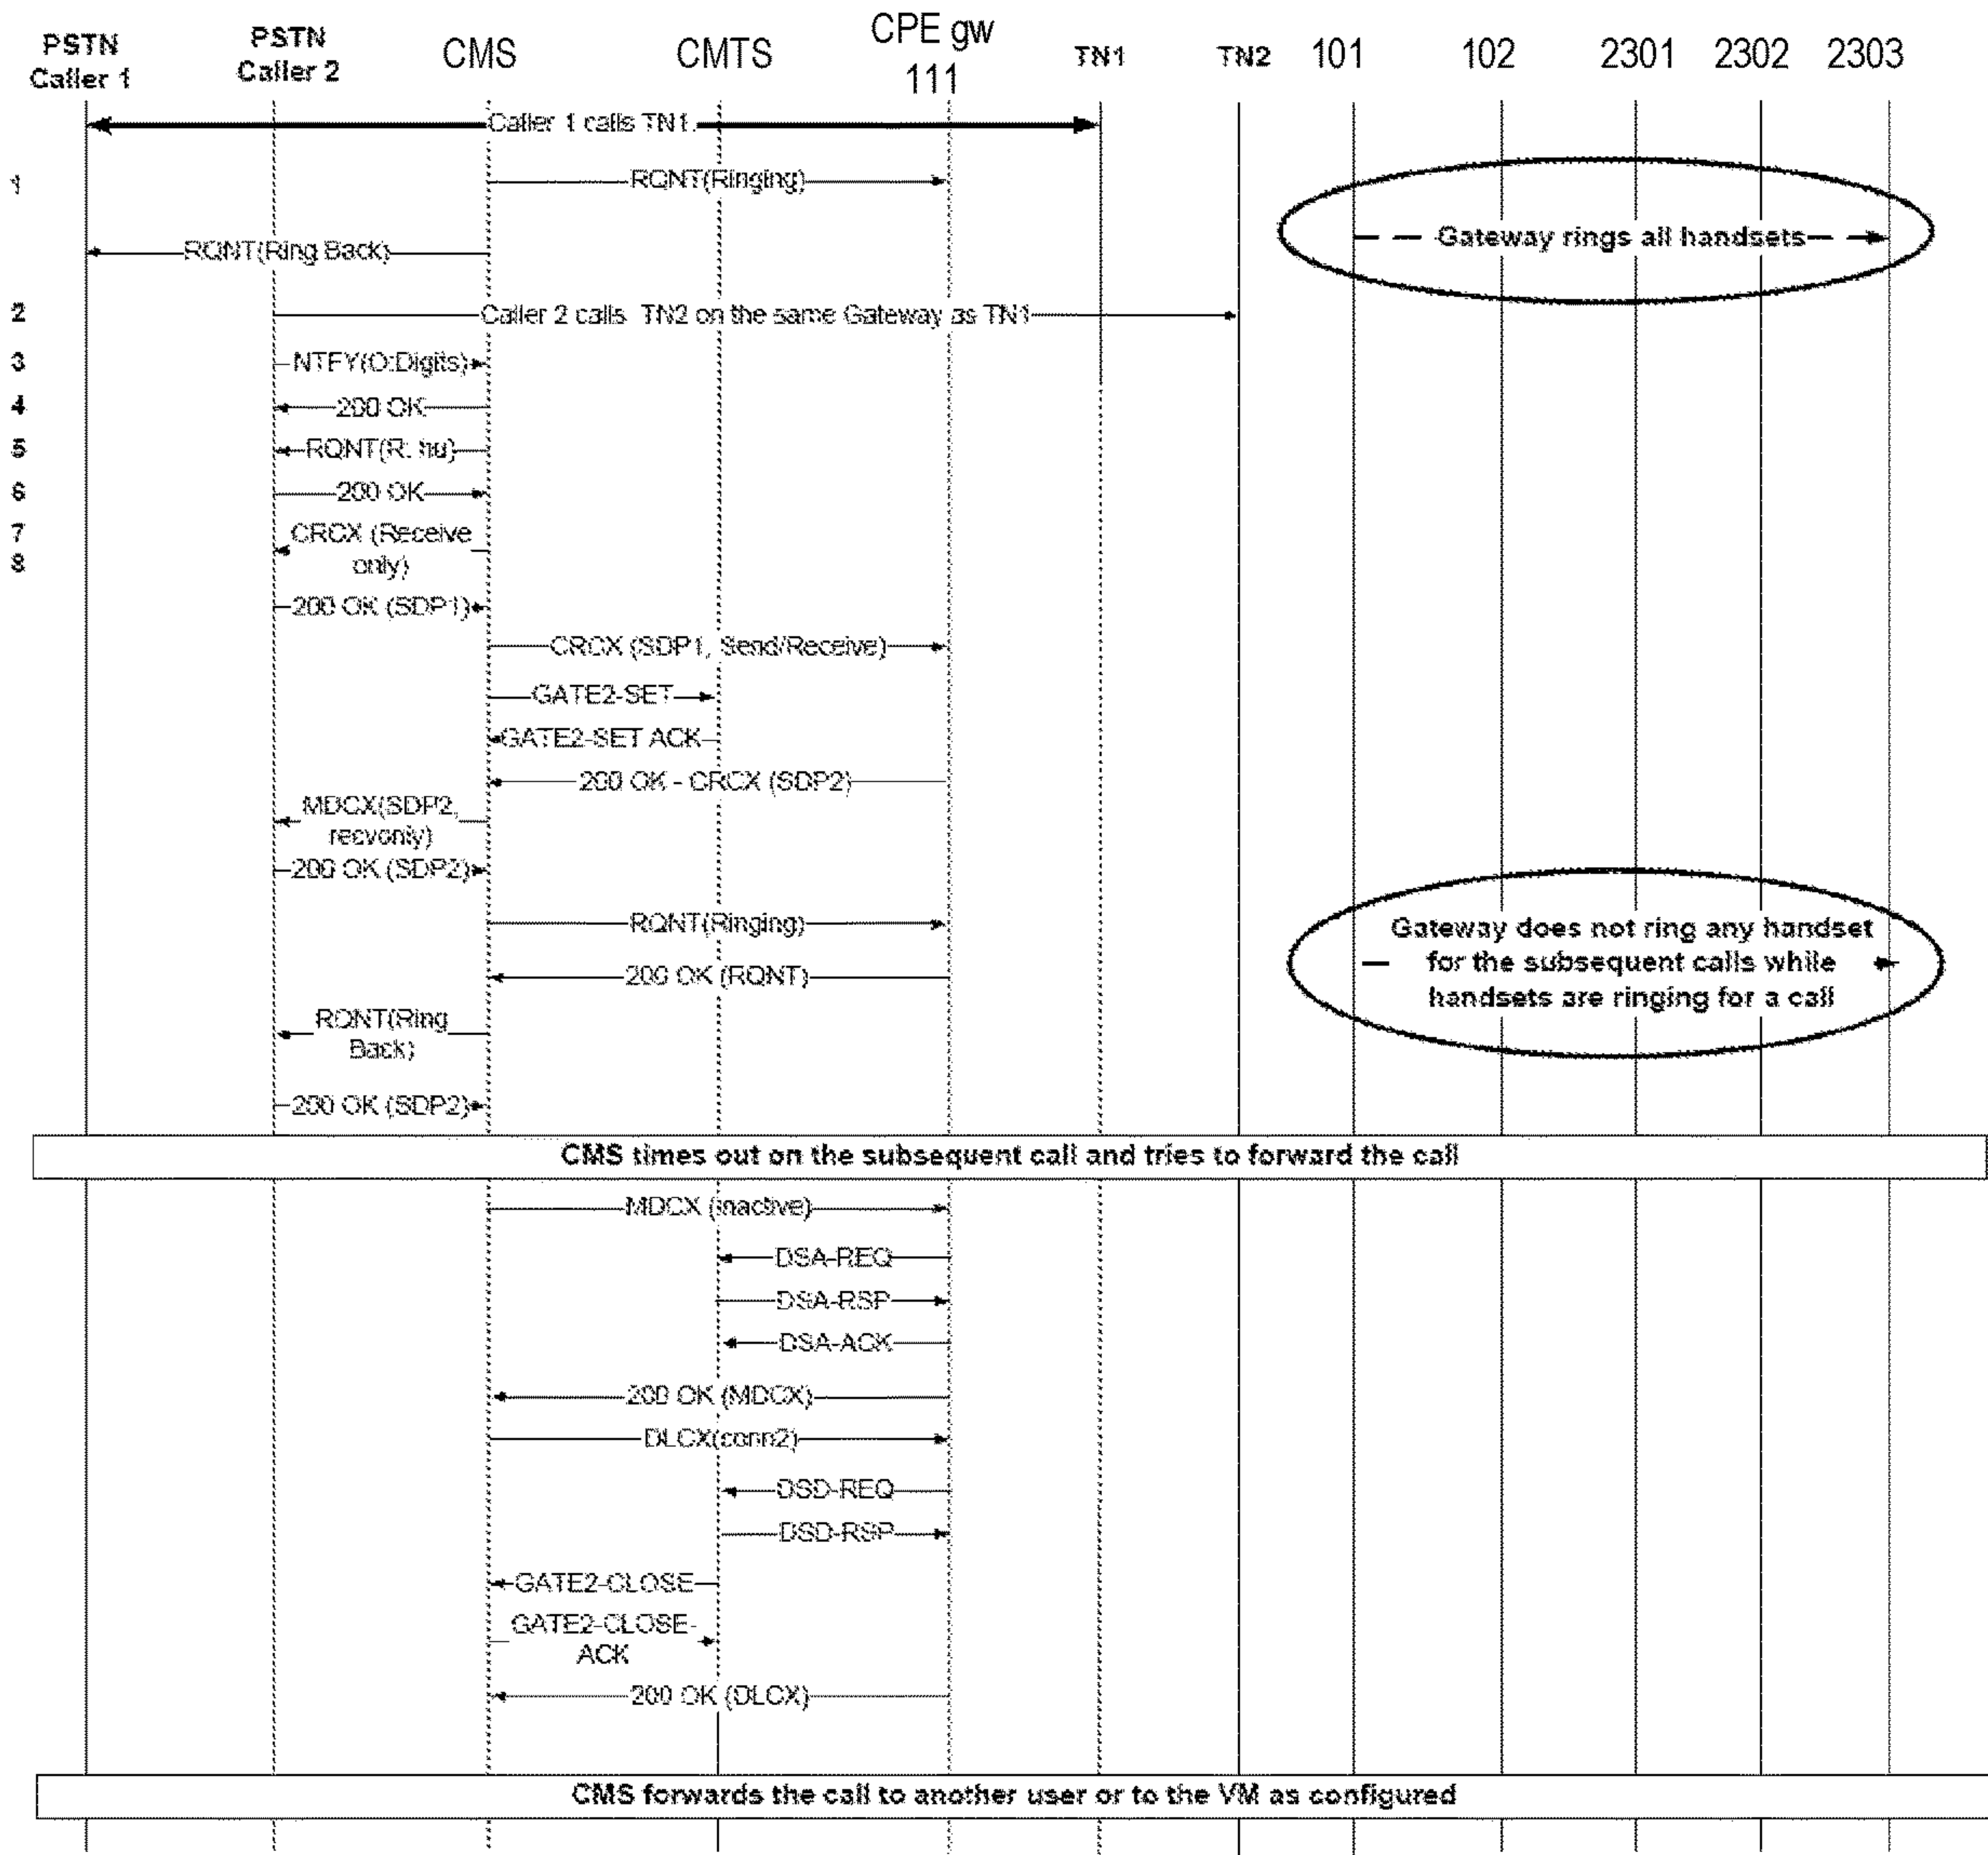 PSTN
Caller 1
PSTN
Caller 2
CMS
CMTS
CPE gw
111
TN1
TN2
101
102
2301
2302
2303
Caller 1 calls TN1.
1
RQNT(Ringing)
RQNT(Ring Back)
Gateway rings all handsets
2
Caller 2 calls TN2 on the same Gateway as TN1
3
NTFY(O:Digits)
4
200 OK
5
RQNT(R: hu)
6
200 OK
7
8
CRCX (Receive
only)
200 OK (SDP1)
CRCX (SDP1, Send/Receive)
GATE2-SET
GATE2-SET ACK
200 OK - CRCX (SDP2)
MDCX(SDP2,
recvonly)
200 OK (SDP2)
RQNT(Ringing)
200 OK (RQNT)
Gateway does not ring any handset
for the subsequent calls while
handsets are ringing for a call
RQNT(Ring
Back)
200 OK (SDP2)
CMS times out on the subsequent call and tries to forward the call
MDCX (inactive)
DSA-REQ
DSA-RSP
DSA-ACK
200 OK (MDCX)
DLCX(conn2)
DSD-REQ
DSD-RSP
GATE2-CLOSE
GATE2-CLOSE-
ACK
200 OK (DLCX)
CMS forwards the call to another user or to the VM as configured